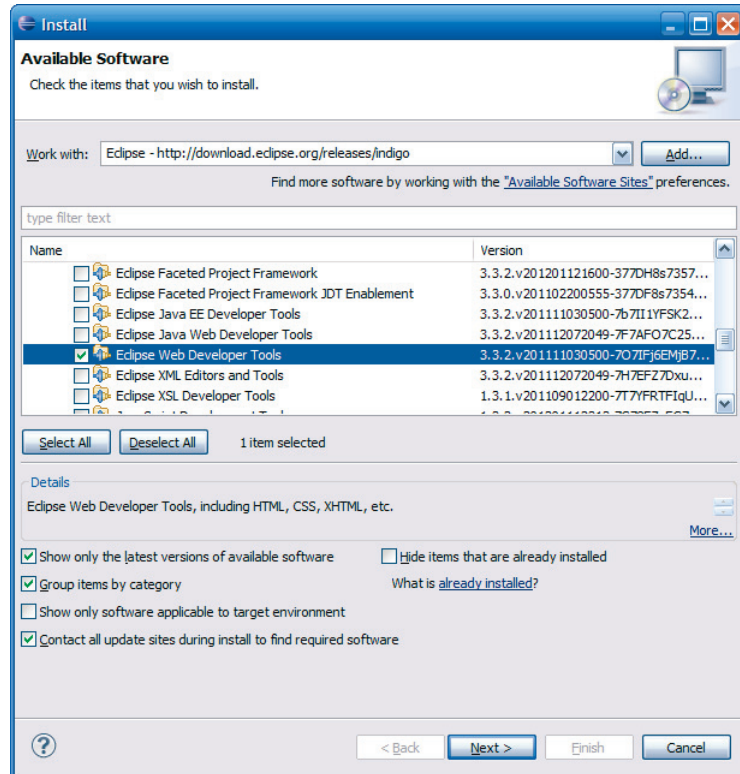 Install
Available Software
Check the items that you wish to install.
Work with: Eclipse - http://download.eclipse.org/releases/indigo Add...
Find more software by working with the "Available Software Sites" preferences.
type filter text
Name Version
Eclipse Faceted Project Framework 3.3.2.v201201121600-377DH8s7357...
Eclipse Faceted Project Framework JDT Enablement 3.3.0.v201102200555-377DF8s7354...
Eclipse Java EE Developer Tools 3.3.2.v201111030500-7b7II1YFSK2...
Eclipse Java Web Developer Tools 3.3.2.v201112072049-7F7AFO7C25...
Eclipse Web Developer Tools 3.3.2.v201111030500-7O7IFj6EMjB7...
Eclipse XML Editors and Tools 3.3.2.v201112072049-7H7EFZ7Dxu...
Eclipse XSL Developer Tools 1.3.1.v201109012200-7T7YFRTFIqU...
Select All Deselect All 1 item selected
Details
Eclipse Web Developer Tools, including HTML, CSS, XHTML, etc.
More...
Show only the latest versions of available software Hide items that are already installed
Group items by category What is already installed?
Show only software applicable to target environment
Contact all update sites during install to find required software
? < Back Next > Finish Cancel